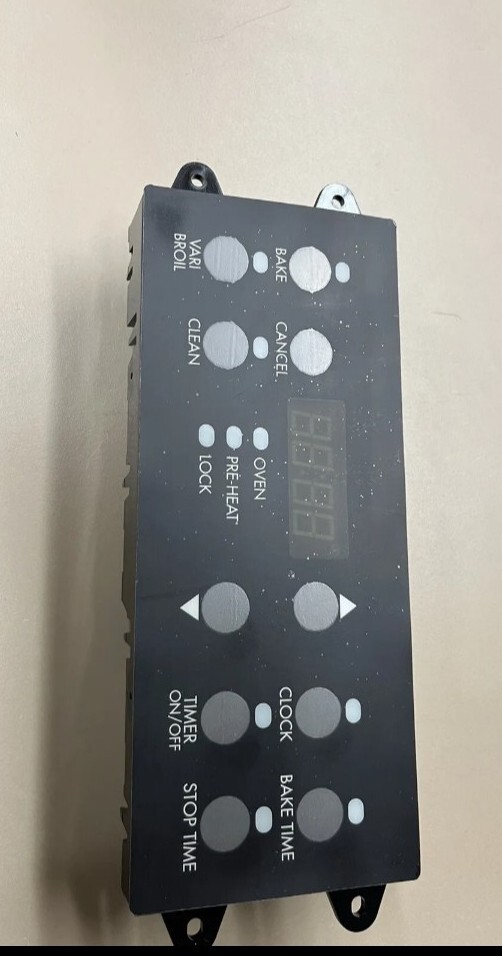 BAKE
CANCEL
CLOCK
BAKE TIME
VARI
BROIL
CLEAN
OVEN
PRE-HEAT
LOCK
TIMER
ON/OFF
STOP TIME